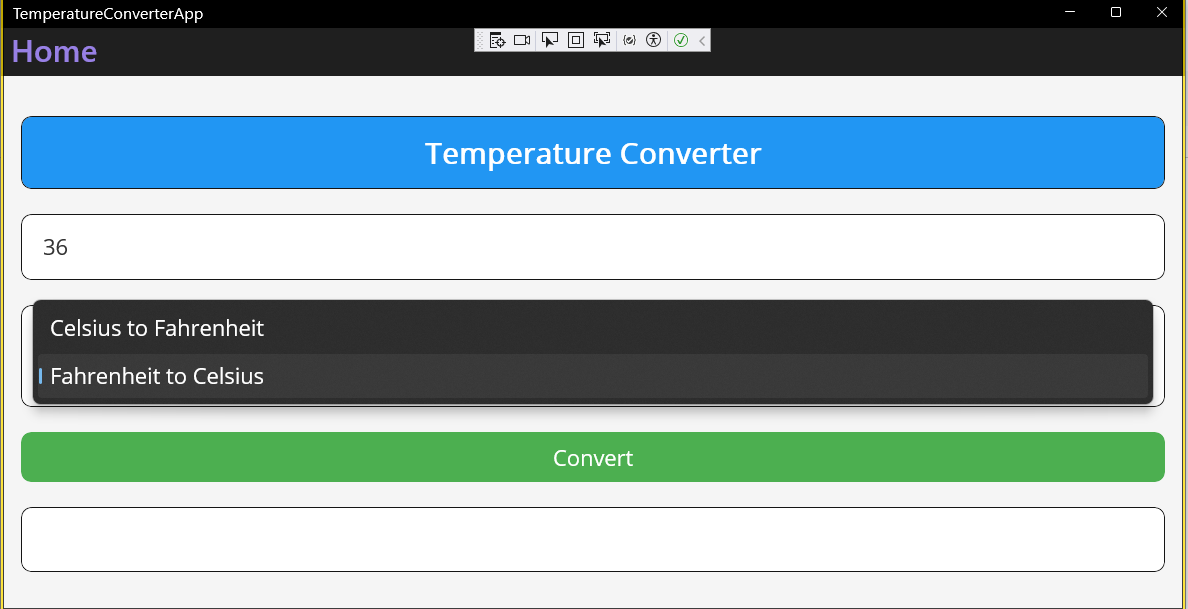 TemperatureConverterApp
Home
Temperature Converter
36
Celsius to Fahrenheit
Fahrenheit to Celsius
Convert